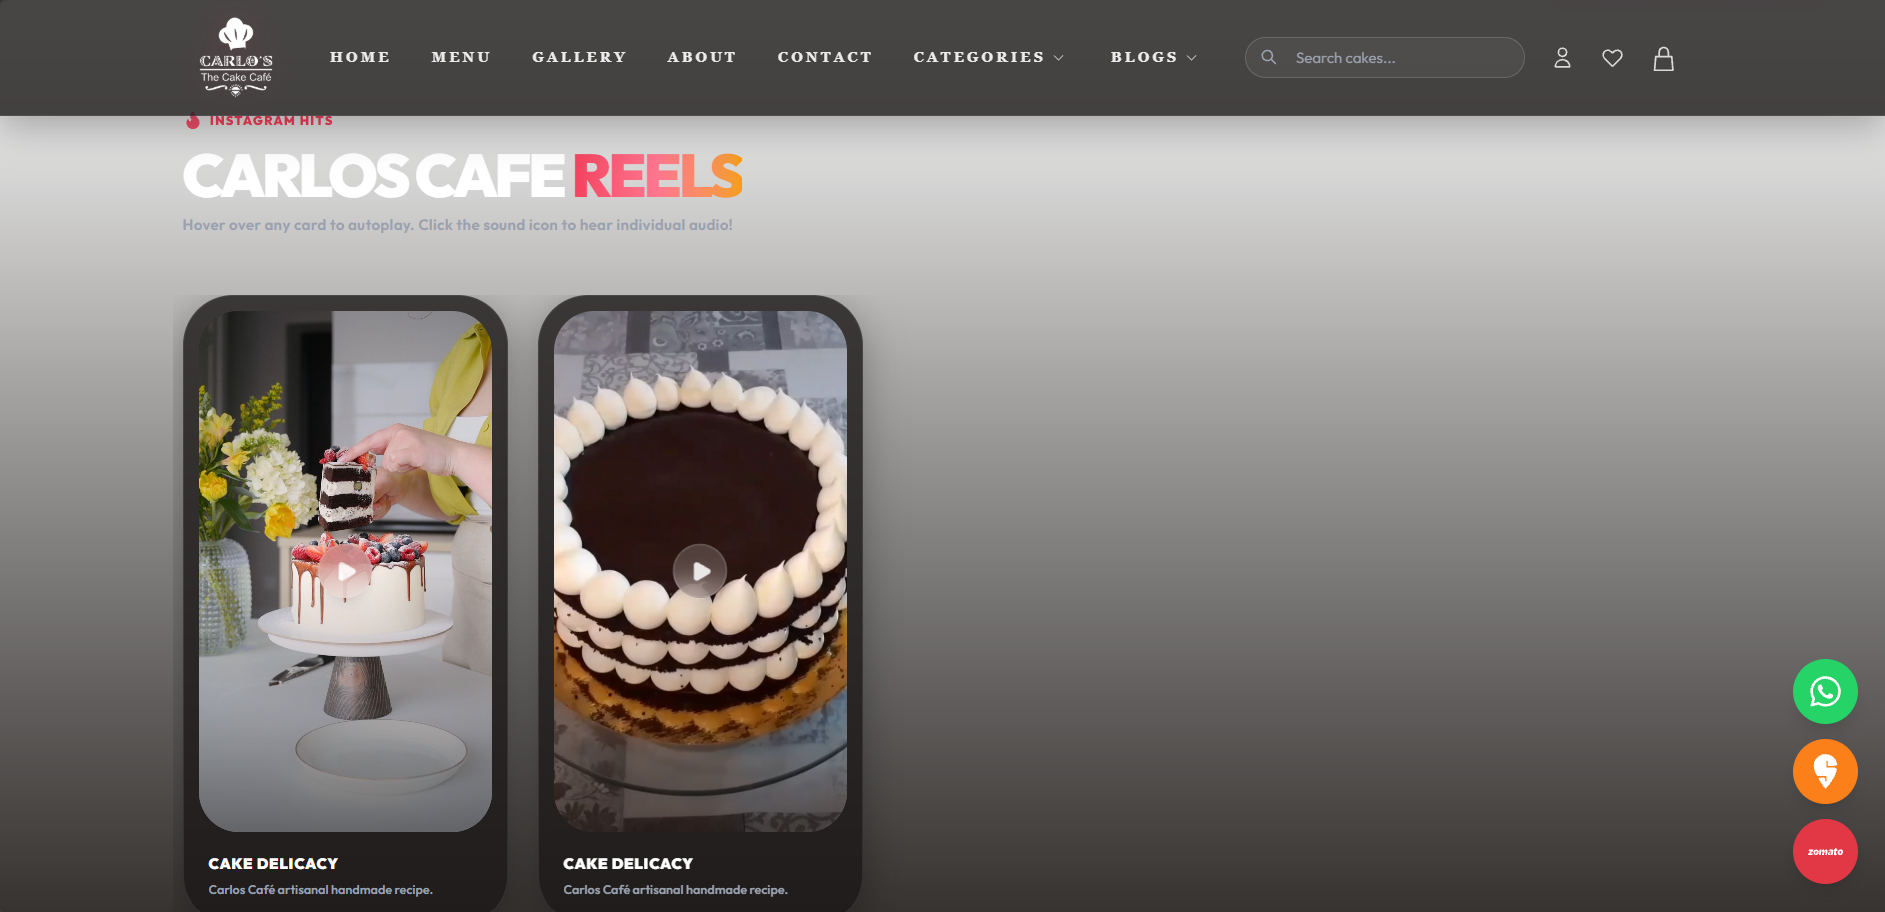 CARLO'S
The Cake Café
HOME MENU GALLERY ABOUT CONTACT CATEGORIES BLOGS Search cakes...
INSTAGRAM HITS
CARLOS CAFE REELS
Hover over any card to autoplay. Click the sound icon to hear individual audio!
CAKE DELICACY
Carlos Café artisanal handmade recipe.
CAKE DELICACY
Carlos Café artisanal handmade recipe.
zomato